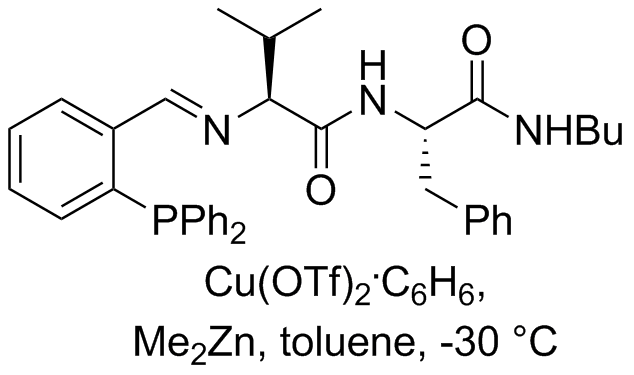 H
N
O
N
NHBu
O
PPh₂
Ph
Cu(OTf)₂·C₆H₆,
Me₂Zn, toluene, -30 °C